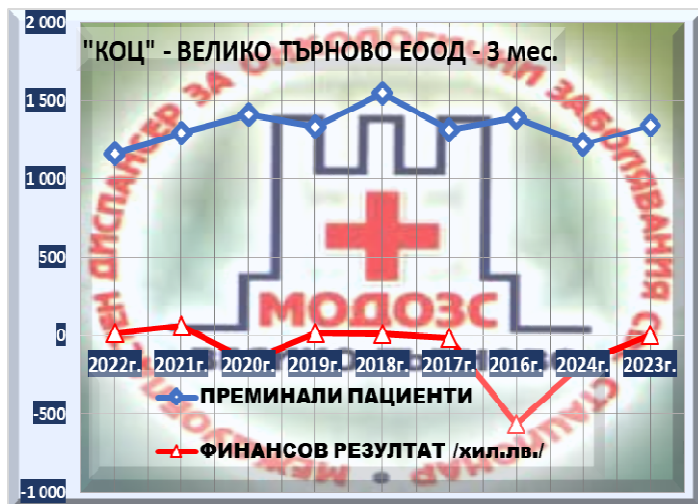 "КОЦ" - ВЕЛИКО ТЪРНОВО ЕООД - 3 мес.
2 000
1 500
1 000
500
0
-500
-1 000
МОДОЗС
2022г. 2021г. 2020г. 2019г. 2018г. 2017г. 2016г. 2024г. 2023г.
ПРЕМИНАЛИ ПАЦИЕНТИ
ФИНАНСОВ РЕЗУЛТАТ /хил.лв./